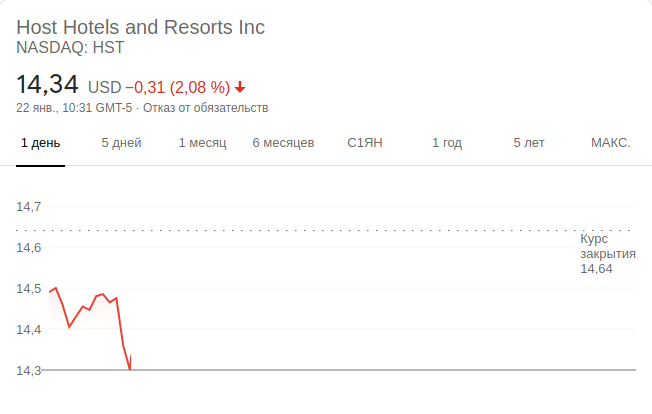 Host Hotels and Resorts Inc
NASDAQ: HST
14,34 USD −0,31 (2,08 %)
22 янв., 10:31 GMT-5 · Отказ от обязательств
1 день 5 дней 1 месяц 6 месяцев С1ЯН 1 год 5 лет МАКС.
14,7
14,6
14,5
14,4
14,3
Курс
закрытия
14,64